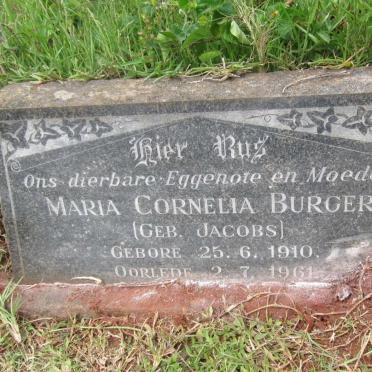 Hier Rus
Ons dierbare Eggenote en Moeder
MARIA CORNELIA BURGER
(GEB. JACOBS)
GEBORE 25.6.1910.
OORLEDE 2.7.1961